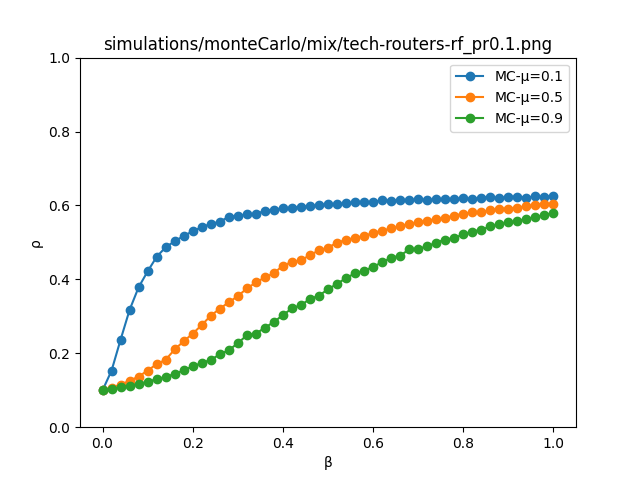 simulations/monteCarlo/mix/tech-routers-rf_pr0.1.png
MC-μ=0.1
MC-μ=0.5
MC-μ=0.9
1.0
0.8
0.6
0.4
0.2
0.0
ρ
0.0 0.2 0.4 0.6 0.8 1.0
β